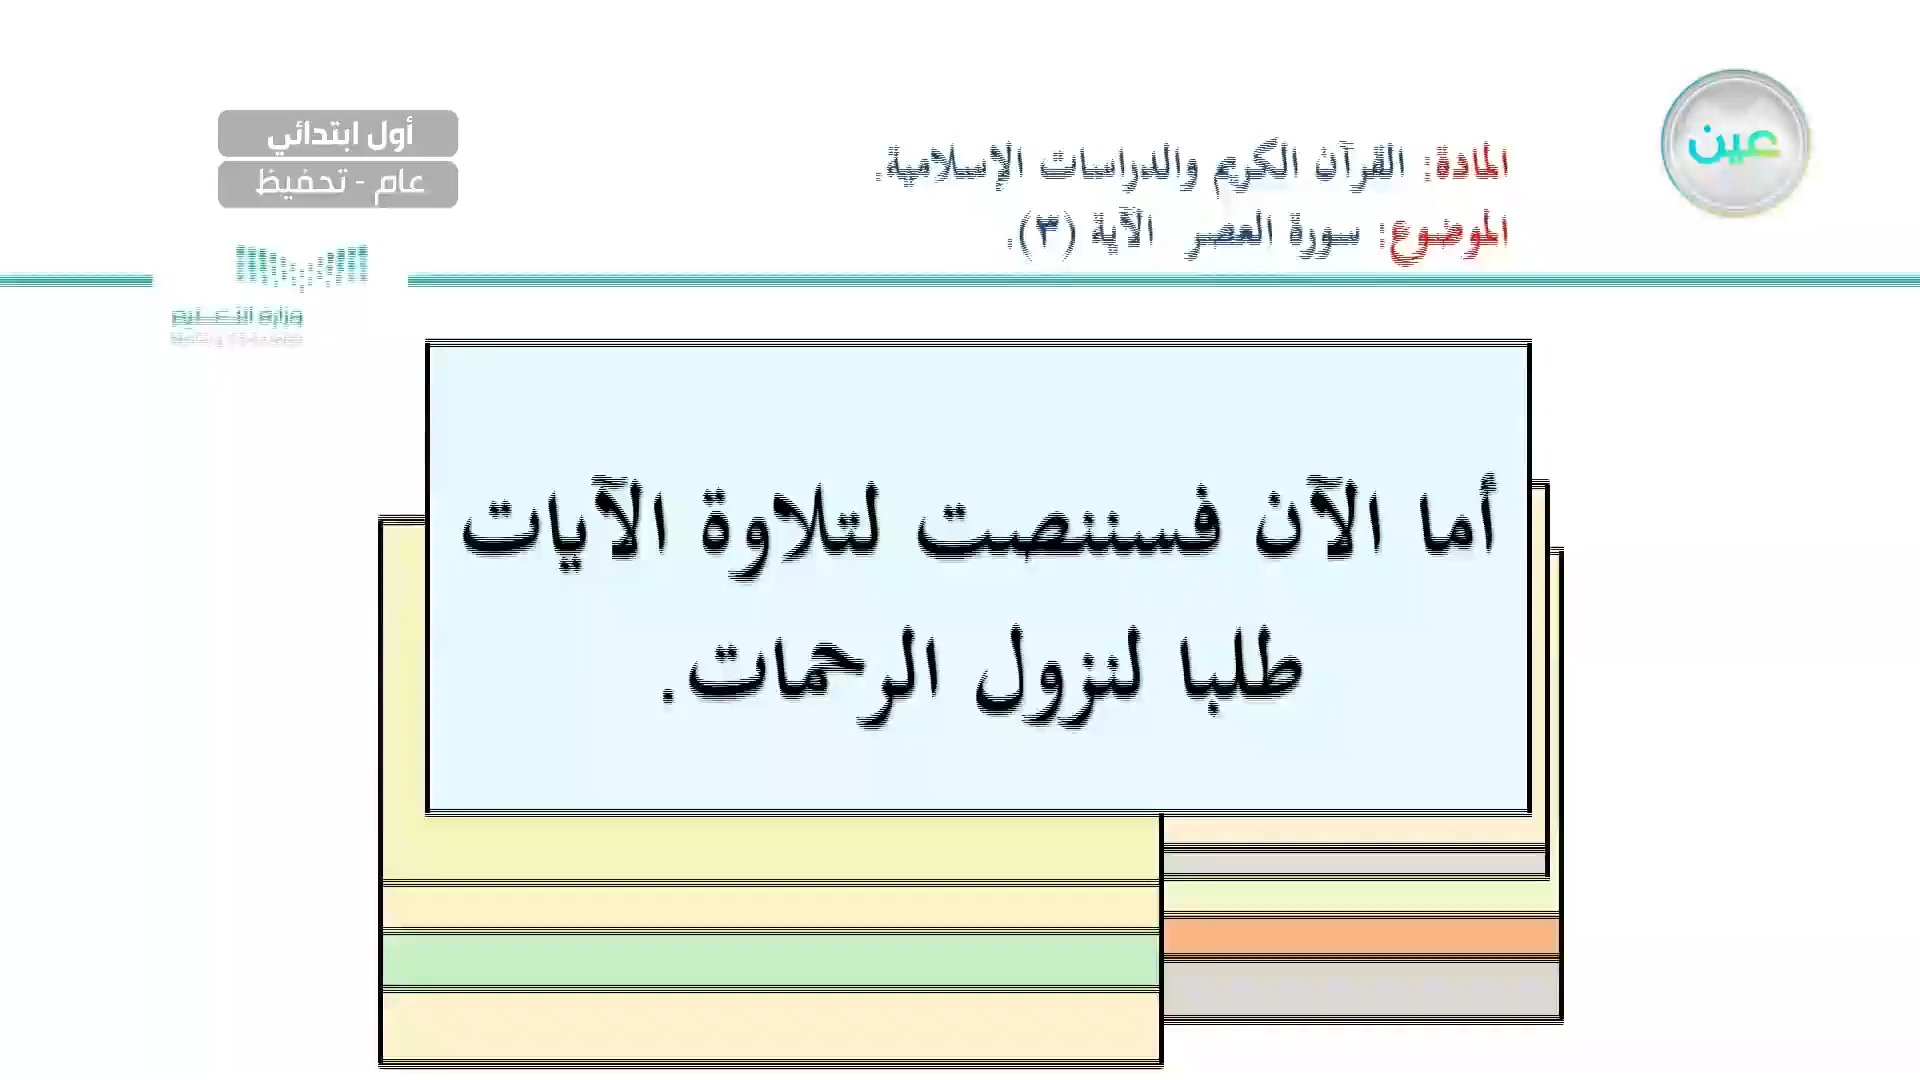 عين
المادة: القرآن الكريم والدراسات الإسلامية.
الموضوع: سورة العصر الآية (٣).
أول ابتدائي
عام - تحفيظ
وزارة التعليم
أما الآن فسننصت لتلاوة الآيات
طلبا لنزول الرحمات.